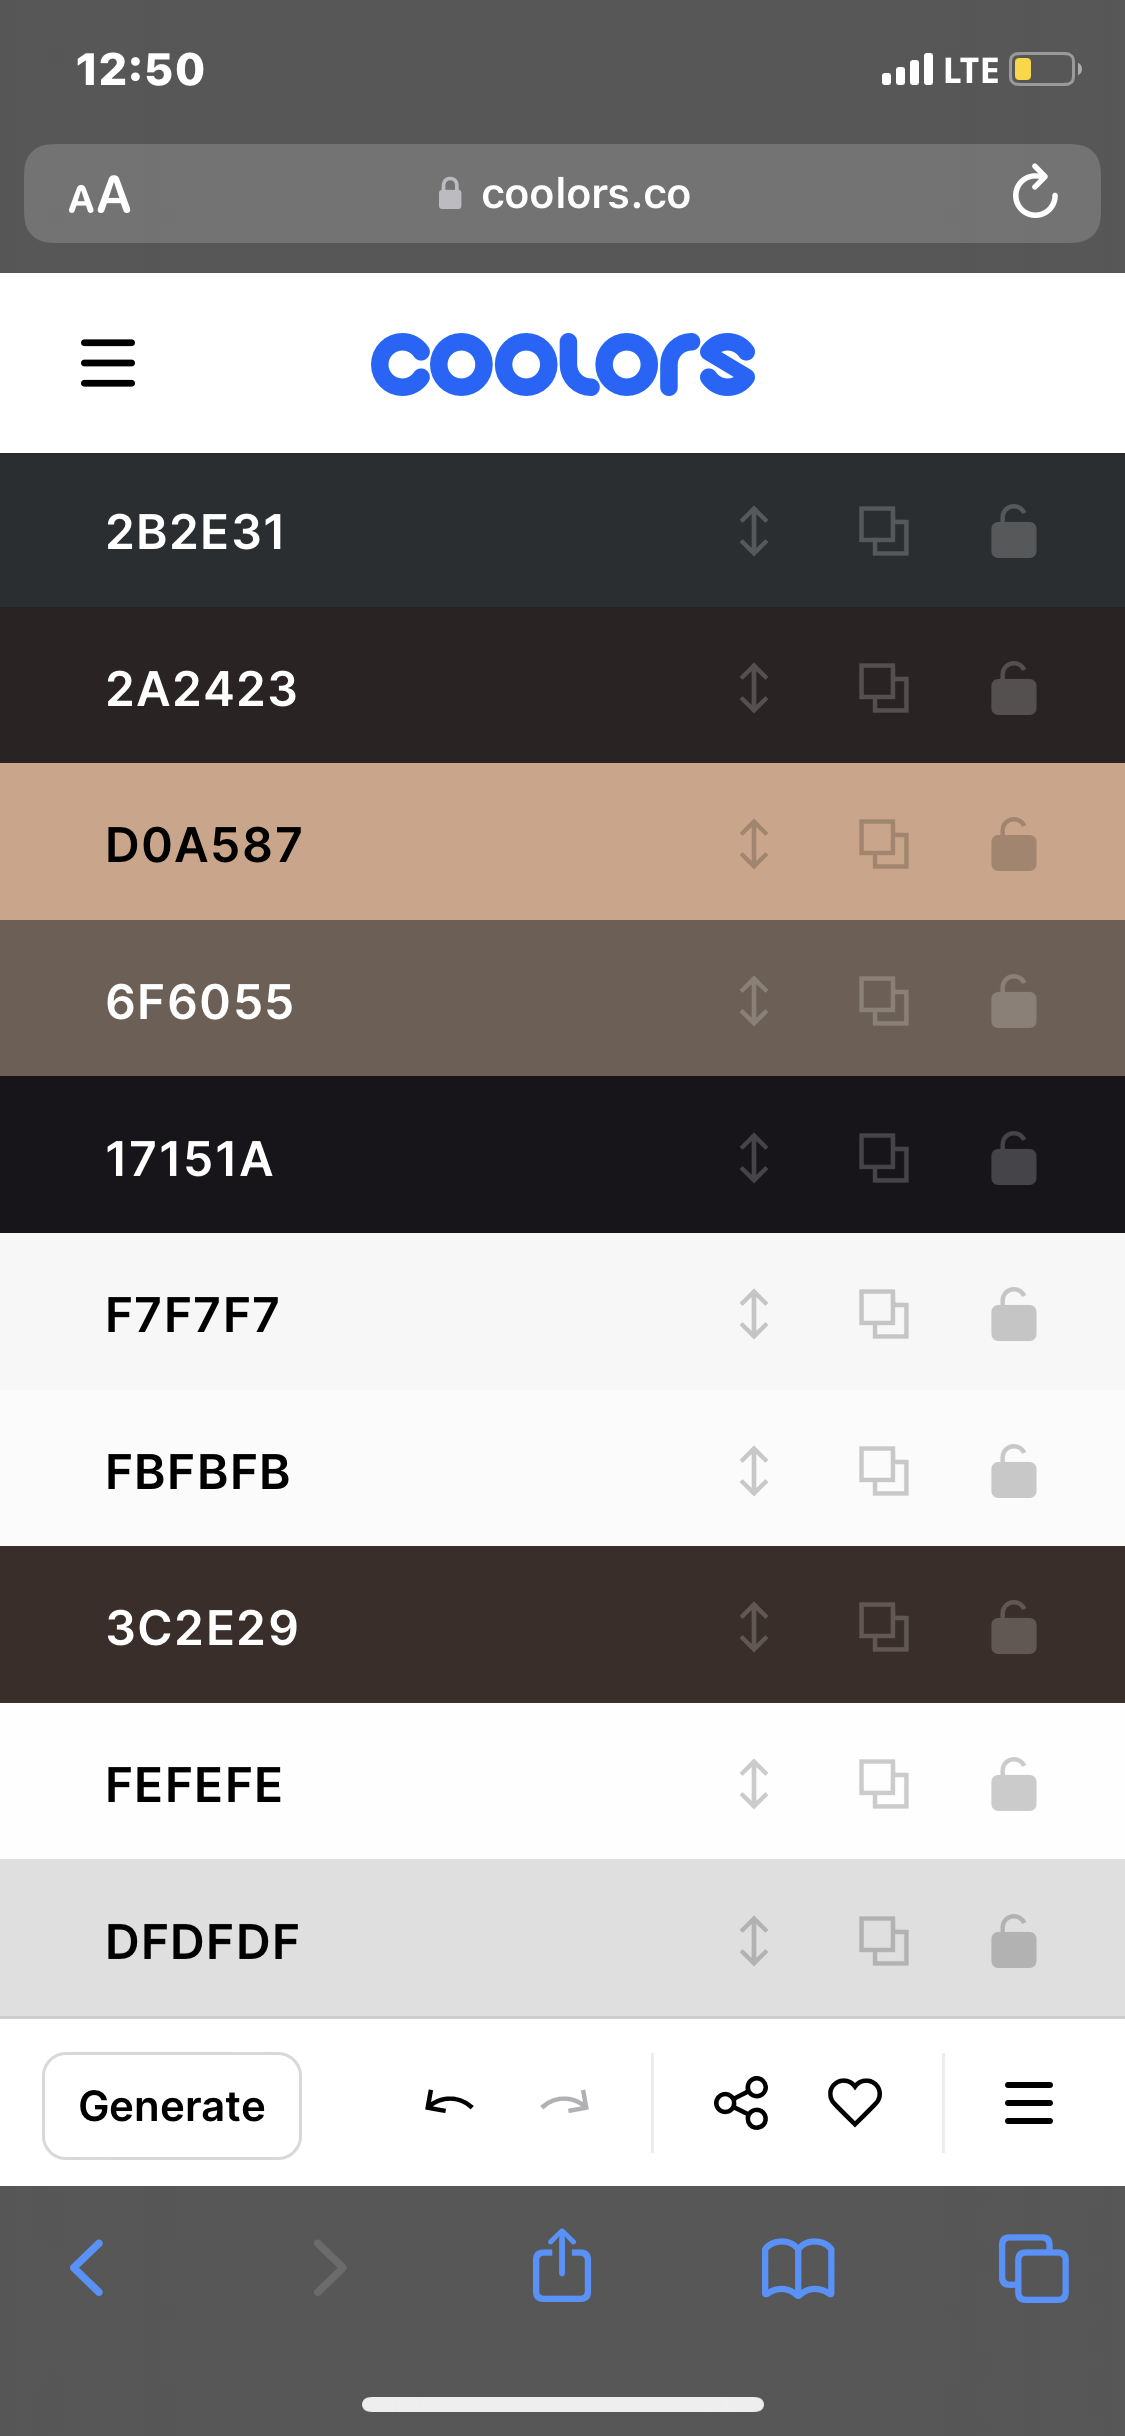 12:50
LTE
AA
coolors.co
coolors
2B2E31
2A2423
D0A587
6F6055
17151A
F7F7F7
FBFBFB
3C2E29
FEFEFE
DFDFDF
Generate